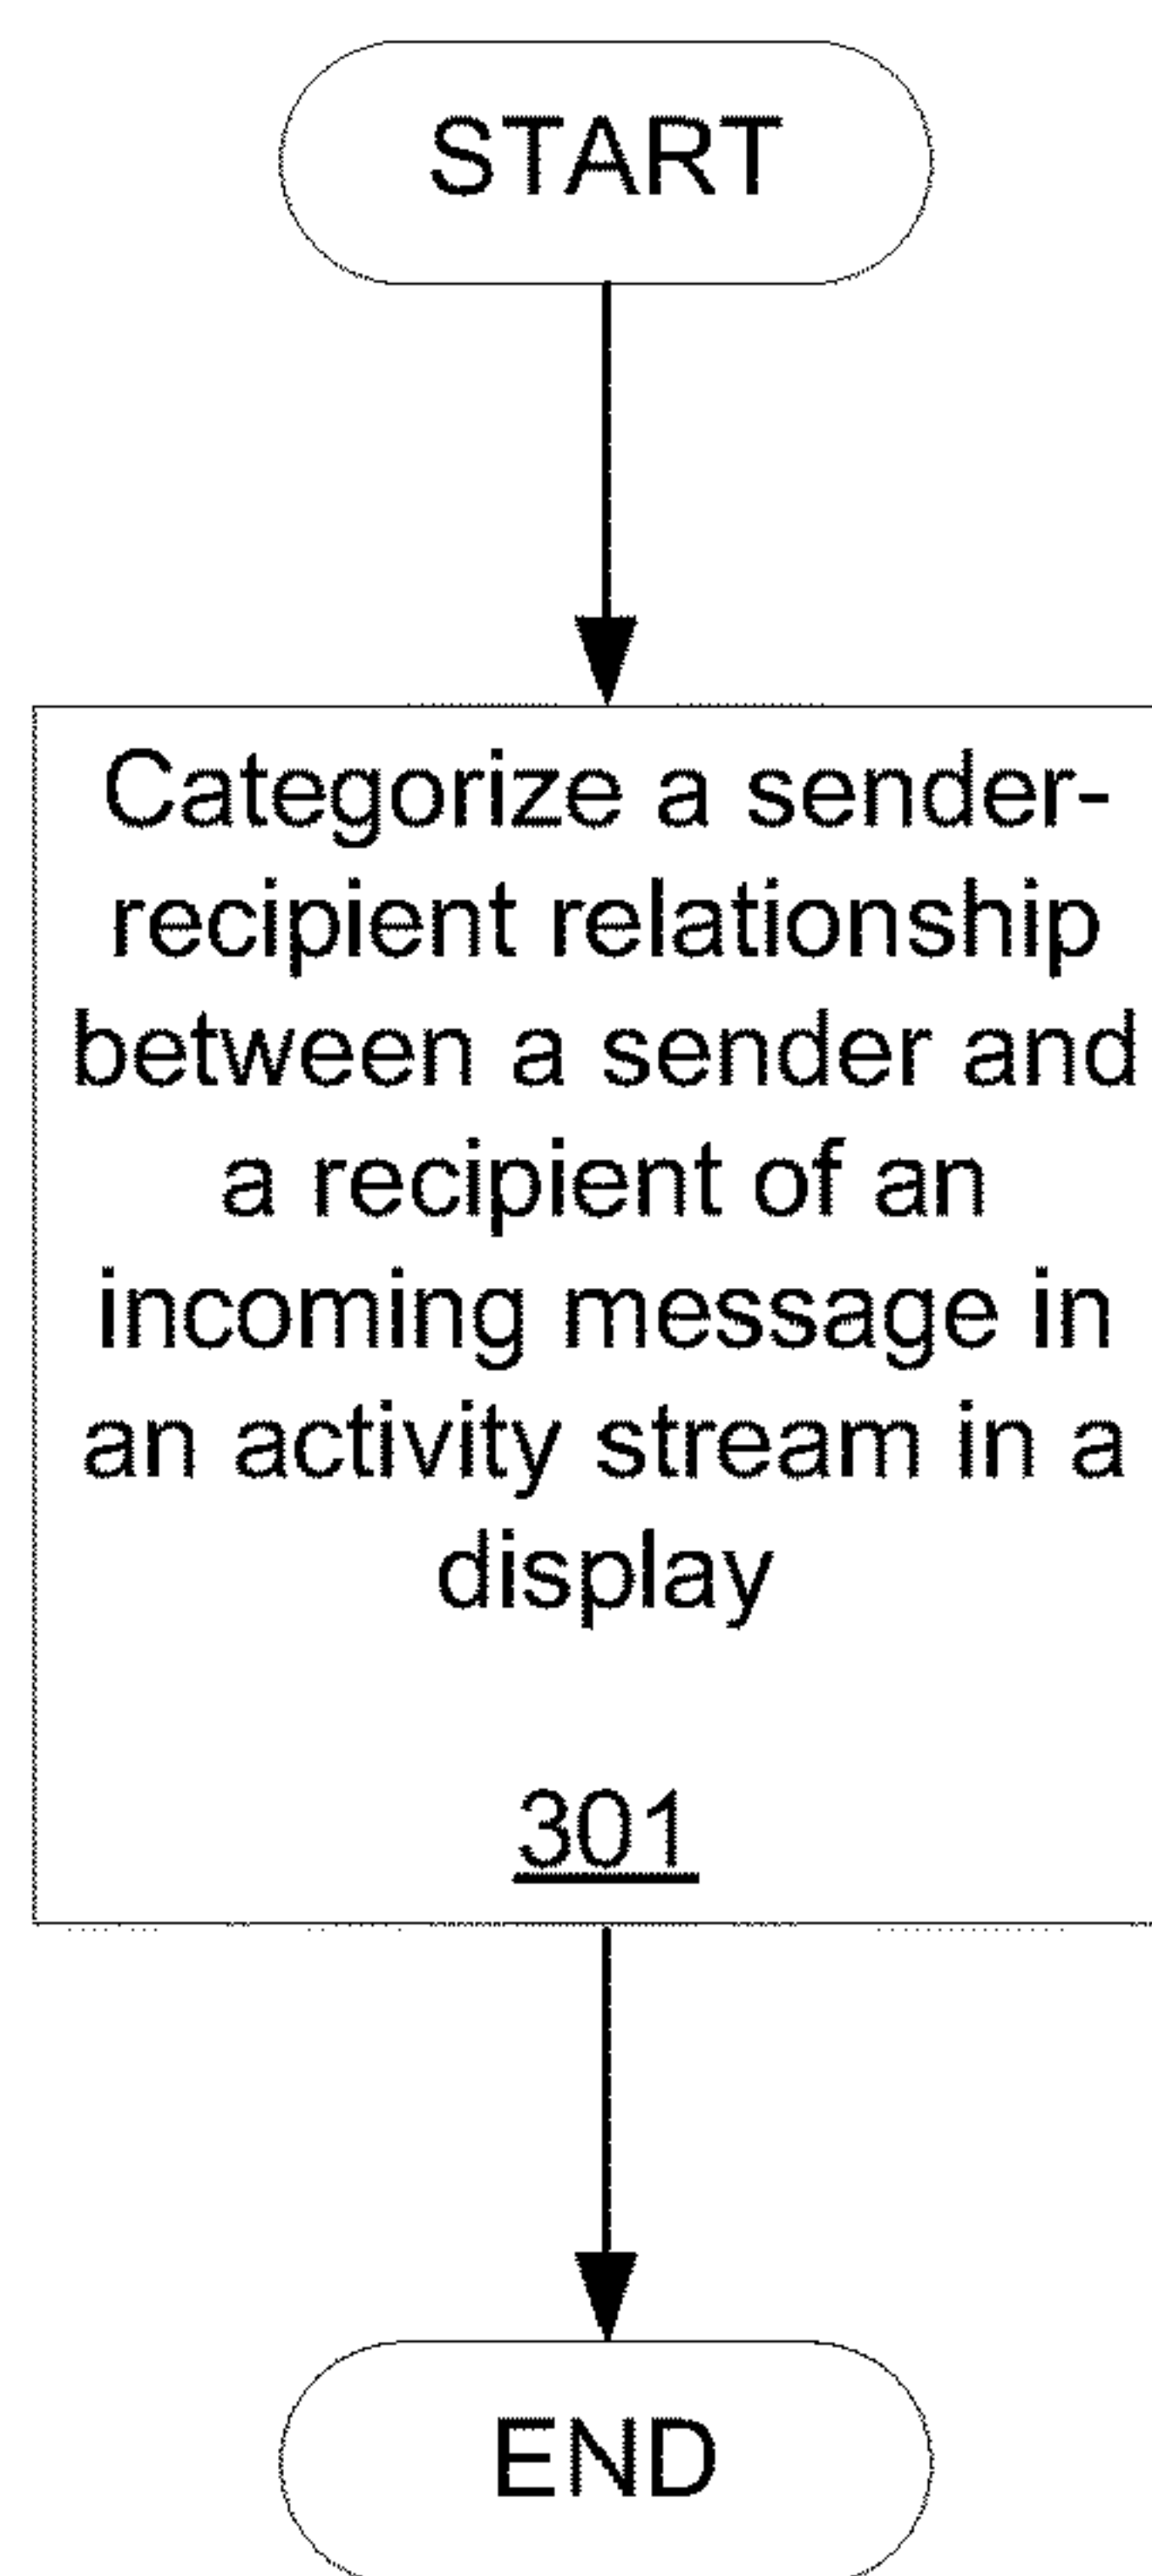 START
Categorize a sender-
recipient relationship
between a sender and
a recipient of an
incoming message in
an activity stream in a
display
301
END